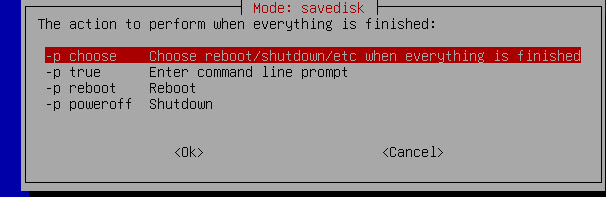 Mode: savedisk
The action to perform when everything is finished:
-p choose Choose reboot/shutdown/etc when everything is finished
-p true Enter command line prompt
-p reboot Reboot
-p poweroff Shutdown
<Ok> <Cancel>